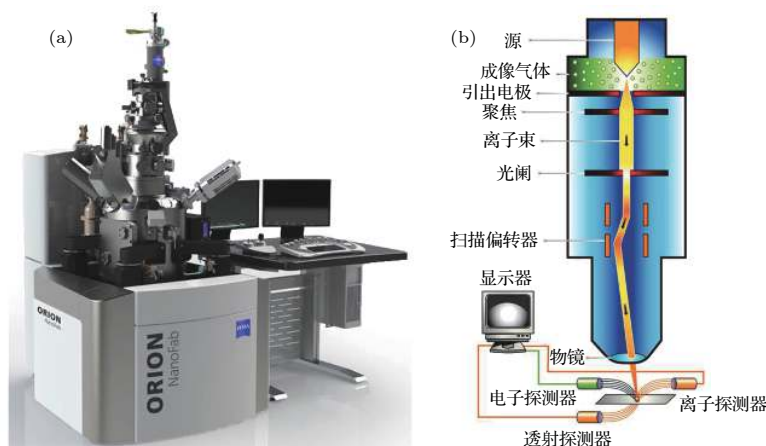 (a)
ORION
NanoFab
ORION
NanoFab
ZEISS
(b)
源
成像气体
引出电极
聚焦
离子束
光阑
扫描偏转器
显示器
物镜
电子探测器
离子探测器
透射探测器